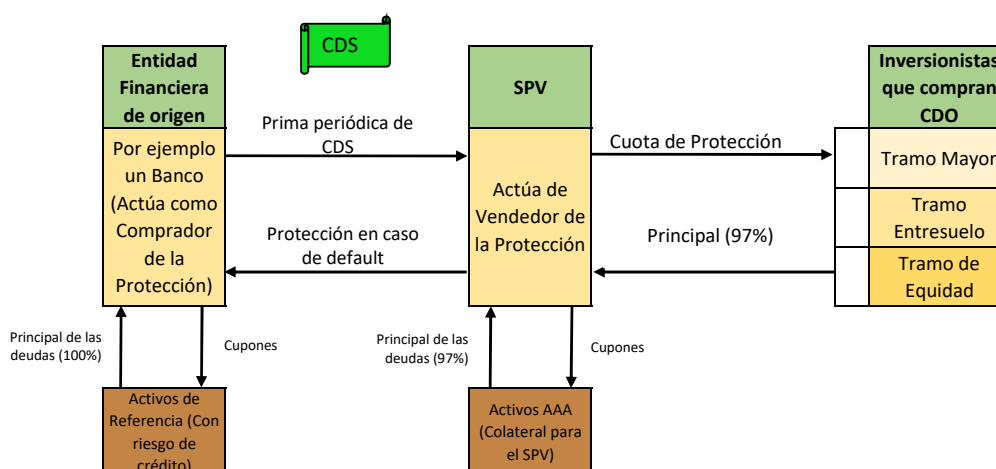 CDS
Entidad
Financiera
de origen
Por ejemplo
un Banco
(Actúa como
Comprador
de la
Protección)
Prima periódica de
CDS
Protección en caso
de default
SPV
Actúa de
Vendedor de
la Protección
Cuota de Protección
Principal (97%)
Inversionistas
que compran
CDO
Tramo Mayor
Tramo
Entresuelo
Tramo de
Equidad
Principal de las
deudas (100%)
Cupones
Principal de las
deudas (97%)
Cupones
Activos de
Referencia (Con
riesgo de
crédito)
Activos AAA
(Colateral para
el SPV)